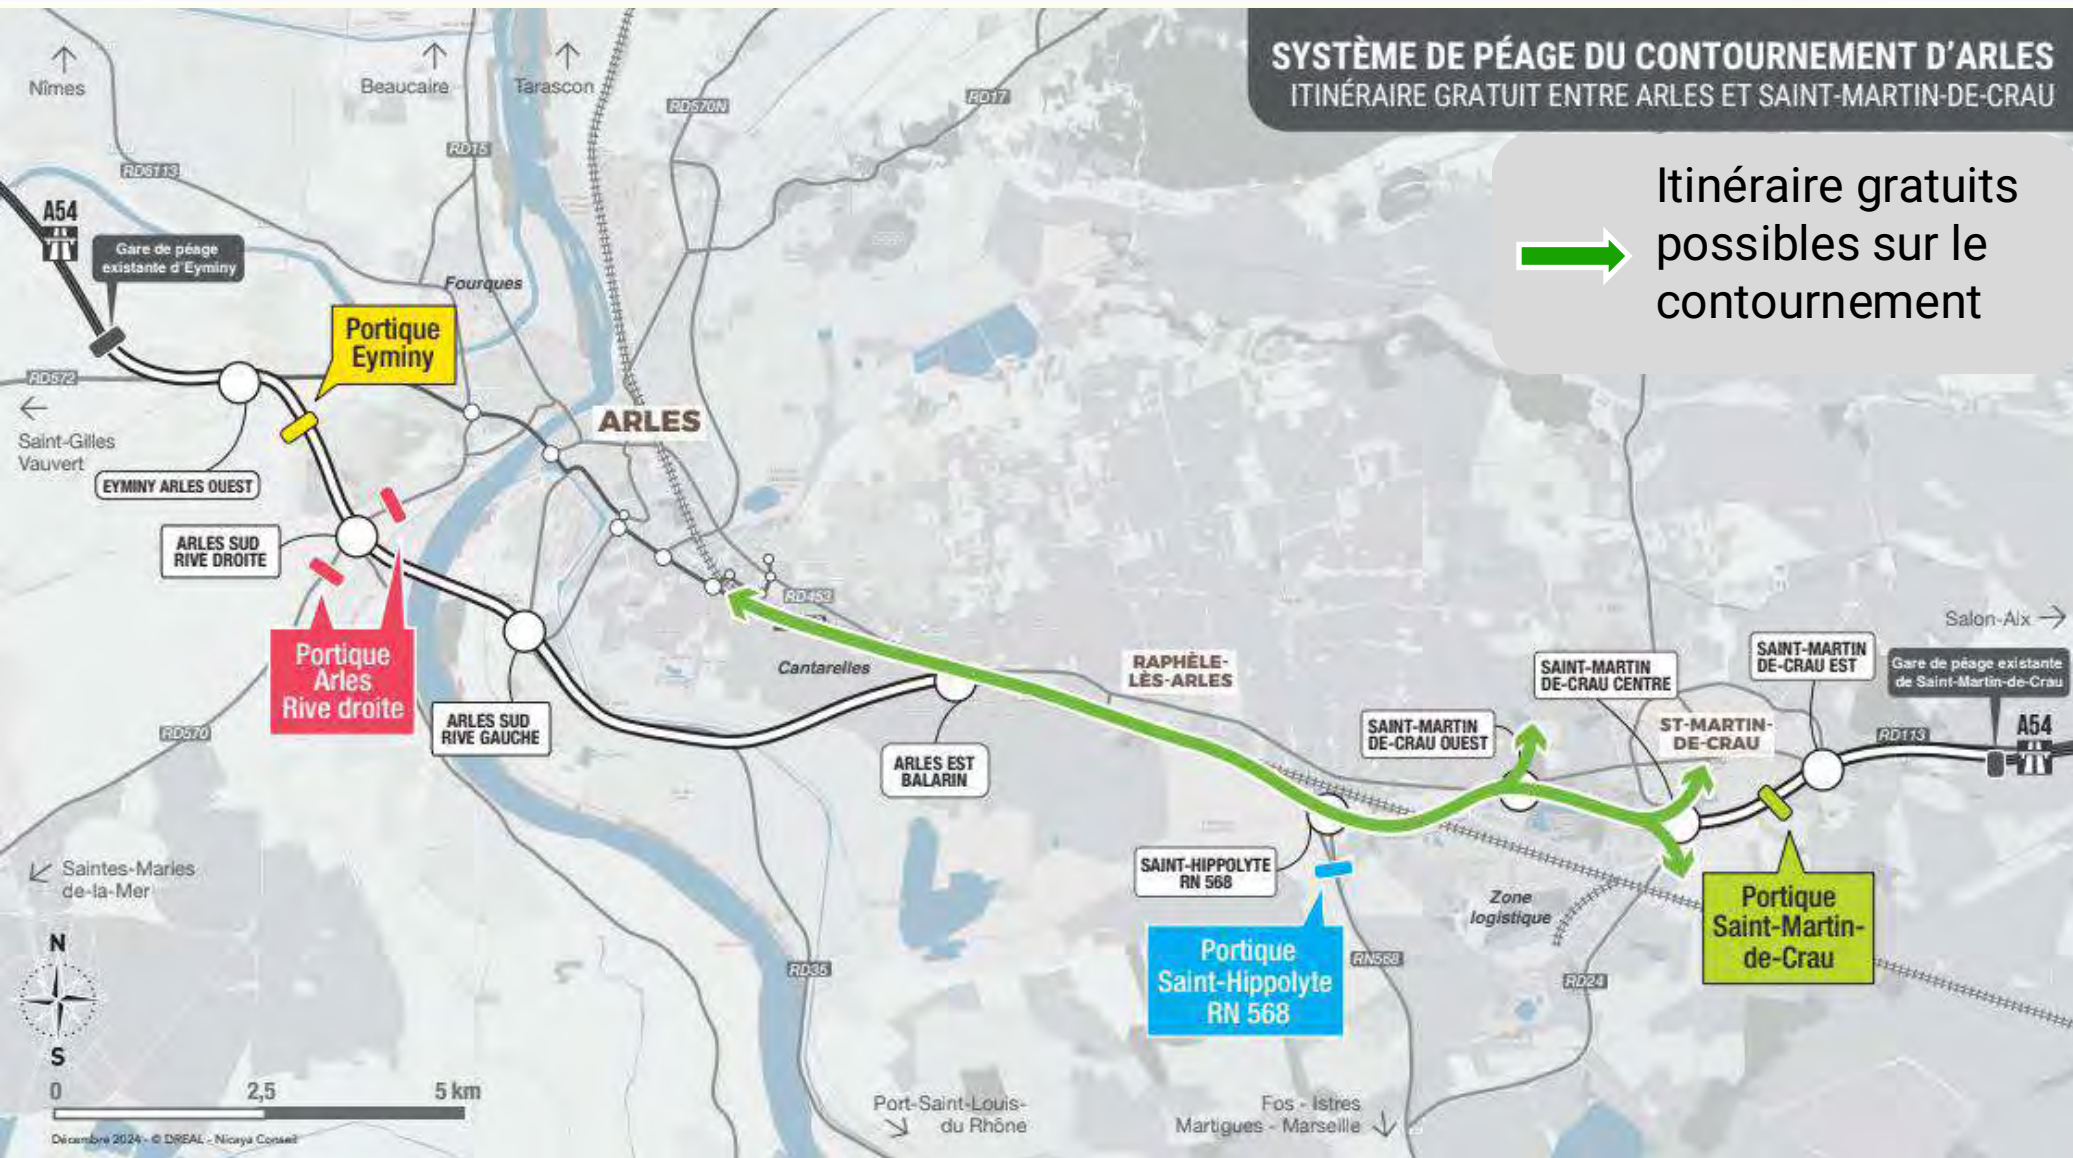 SYSTÈME DE PÉAGE DU CONTOURNEMENT D'ARLES
ITINÉRAIRE GRATUIT ENTRE ARLES ET SAINT-MARTIN-DE-CRAU
Itinéraire gratuits
possibles sur le
contournement
Nîmes
Beaucaire
Tarascon
RD570N
RD17
RD15
RD6113
A54
Gare de péage
existante d'Eyminy
Fourques
Portique
Eyminy
RD572
Saint-Gilles
Vauvert
ARLES
EYMINY ARLES OUEST
ARLES SUD
RIVE DROITE
RD453
Cantarelles
Portique
Arles
Rive droite
RD570
ARLES SUD
RIVE GAUCHE
ARLES EST
BALARIN
RAPHÈLE-
LÈS-ARLES
SAINT-MARTIN
DE-CRAU OUEST
SAINT-MARTIN
DE-CRAU CENTRE
SAINT-MARTIN
DE-CRAU EST
ST-MARTIN-
DE-CRAU
Salon-Aix
Gare de péage existante
de Saint-Martin-de-Crau
RD113
A54
Saintes-Maries
de-la-Mer
SAINT-HIPPOLYTE
RN 568
Portique
Saint-Hippolyte
RN 568
RN568
Zone
logistique
Portique
Saint-Martin-
de-Crau
RD35
RD24
N
S
0 2,5 5 km
Port-Saint-Louis-
du Rhône
Fos - Istres
Martigues - Marseille
Décembre 2024 - © DREAL - Nicaya Conseil